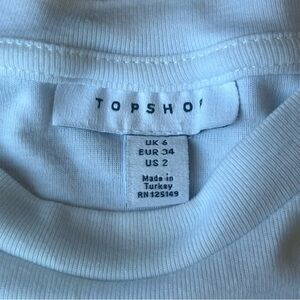 TOPSHOP
UK 6
EUR 34
US 2
Made in
Turkey
RN 125149